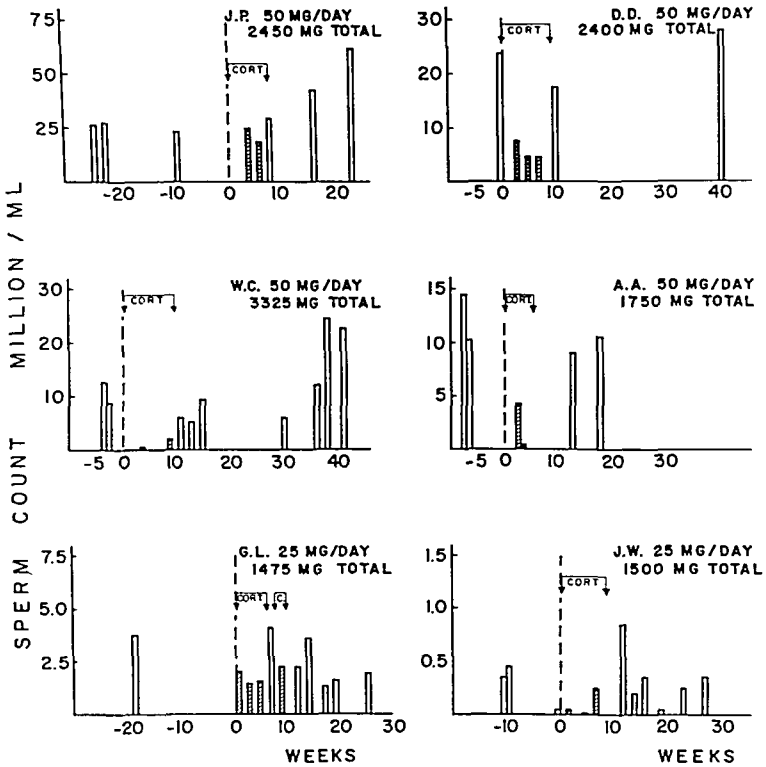 J.P. 50 MG/DAY
2450 MG TOTAL
75
50
25
CORT
-20 -10 0 10 20
D.D. 50 MG/DAY
2400 MG TOTAL
30
20
10
CORT
-5 0 10 20 30 40
W.C. 50 MG/DAY
3325 MG TOTAL
30
20
10
CORT
-5 0 10 20 30 40
A.A. 50 MG/DAY
1750 MG TOTAL
15
10
5
CORT
-5 0 10 20 30
G.L. 25 MG/DAY
1475 MG TOTAL
7.5
5.0
2.5
CORT C
-20 -10 0 10 20 30
WEEKS
J.W. 25 MG/DAY
1500 MG TOTAL
1.5
1.0
0.5
CORT
-10 0 10 20 30
WEEKS
SPERM COUNT MILLION / ML